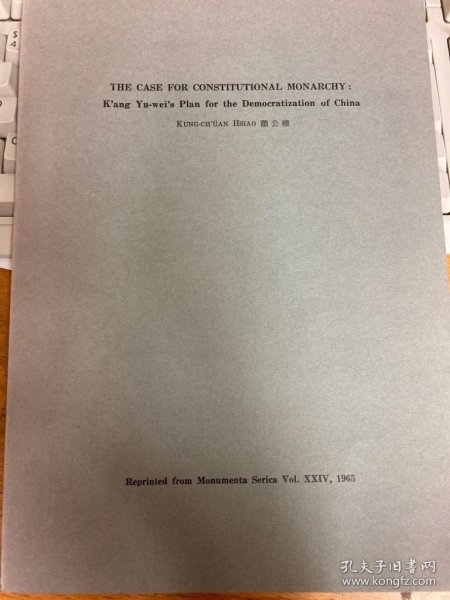 THE CASE FOR CONSTITUTIONAL MONARCHY:
K'ang Yu-wei's Plan for the Democratization of China
KUNG-CH'ÜAN HSIAO 蕭公權
Reprinted from Monumenta Serica Vol. XXIV, 1965
孔夫子旧书网
www.kongfz.com